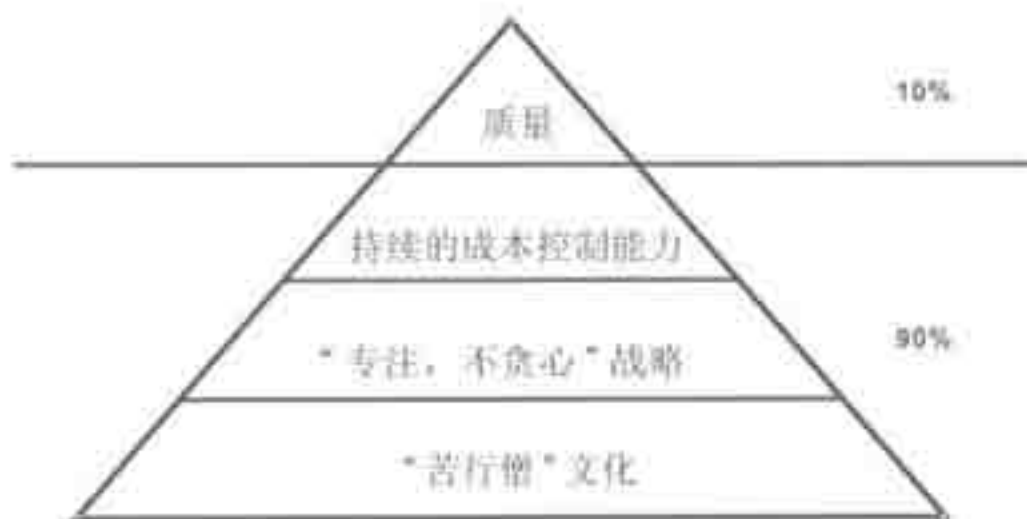 质量
10%
持续的成本控制能力
“专注，不贪心”战略
90%
“苦行僧”文化